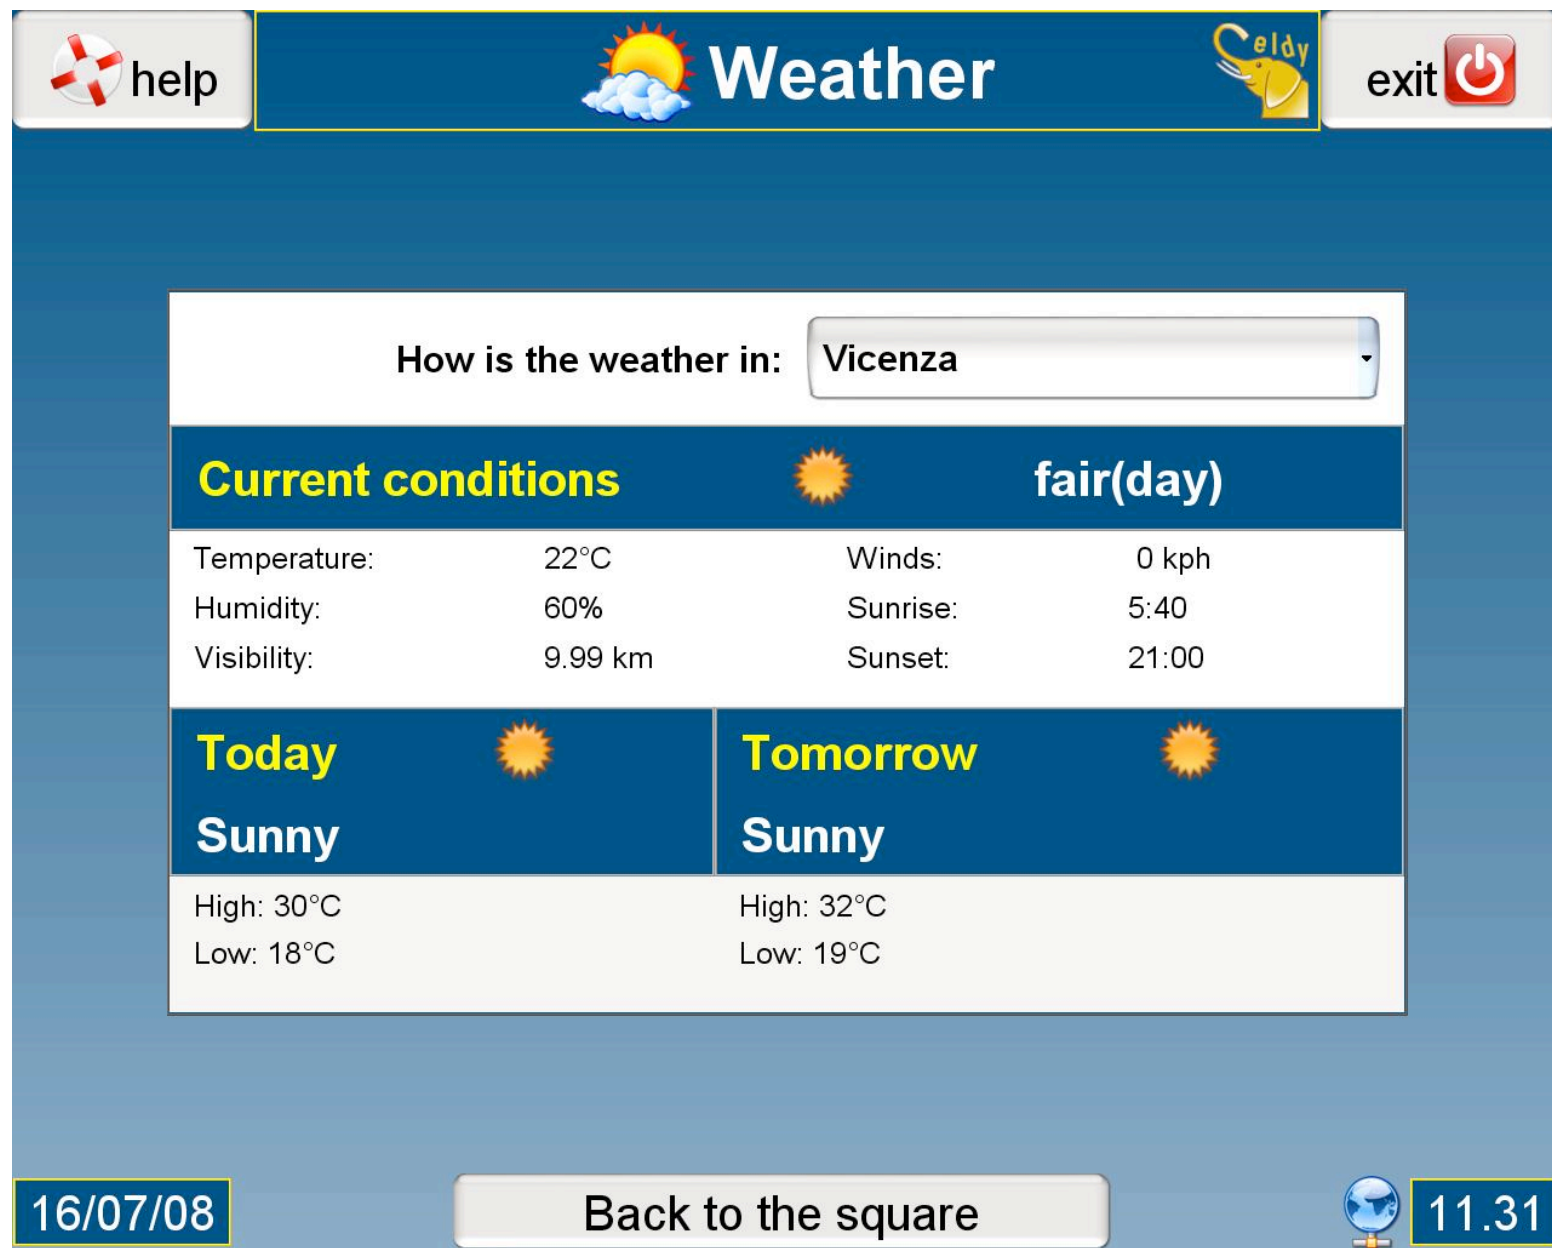 help
Weather
eldy
exit
How is the weather in: Vicenza
Current conditions fair(day)
Temperature: 22°C Winds: 0 kph
Humidity: 60% Sunrise: 5:40
Visibility: 9.99 km Sunset: 21:00
Today Tomorrow
Sunny Sunny
High: 30°C High: 32°C
Low: 18°C Low: 19°C
16/07/08 Back to the square 11.31